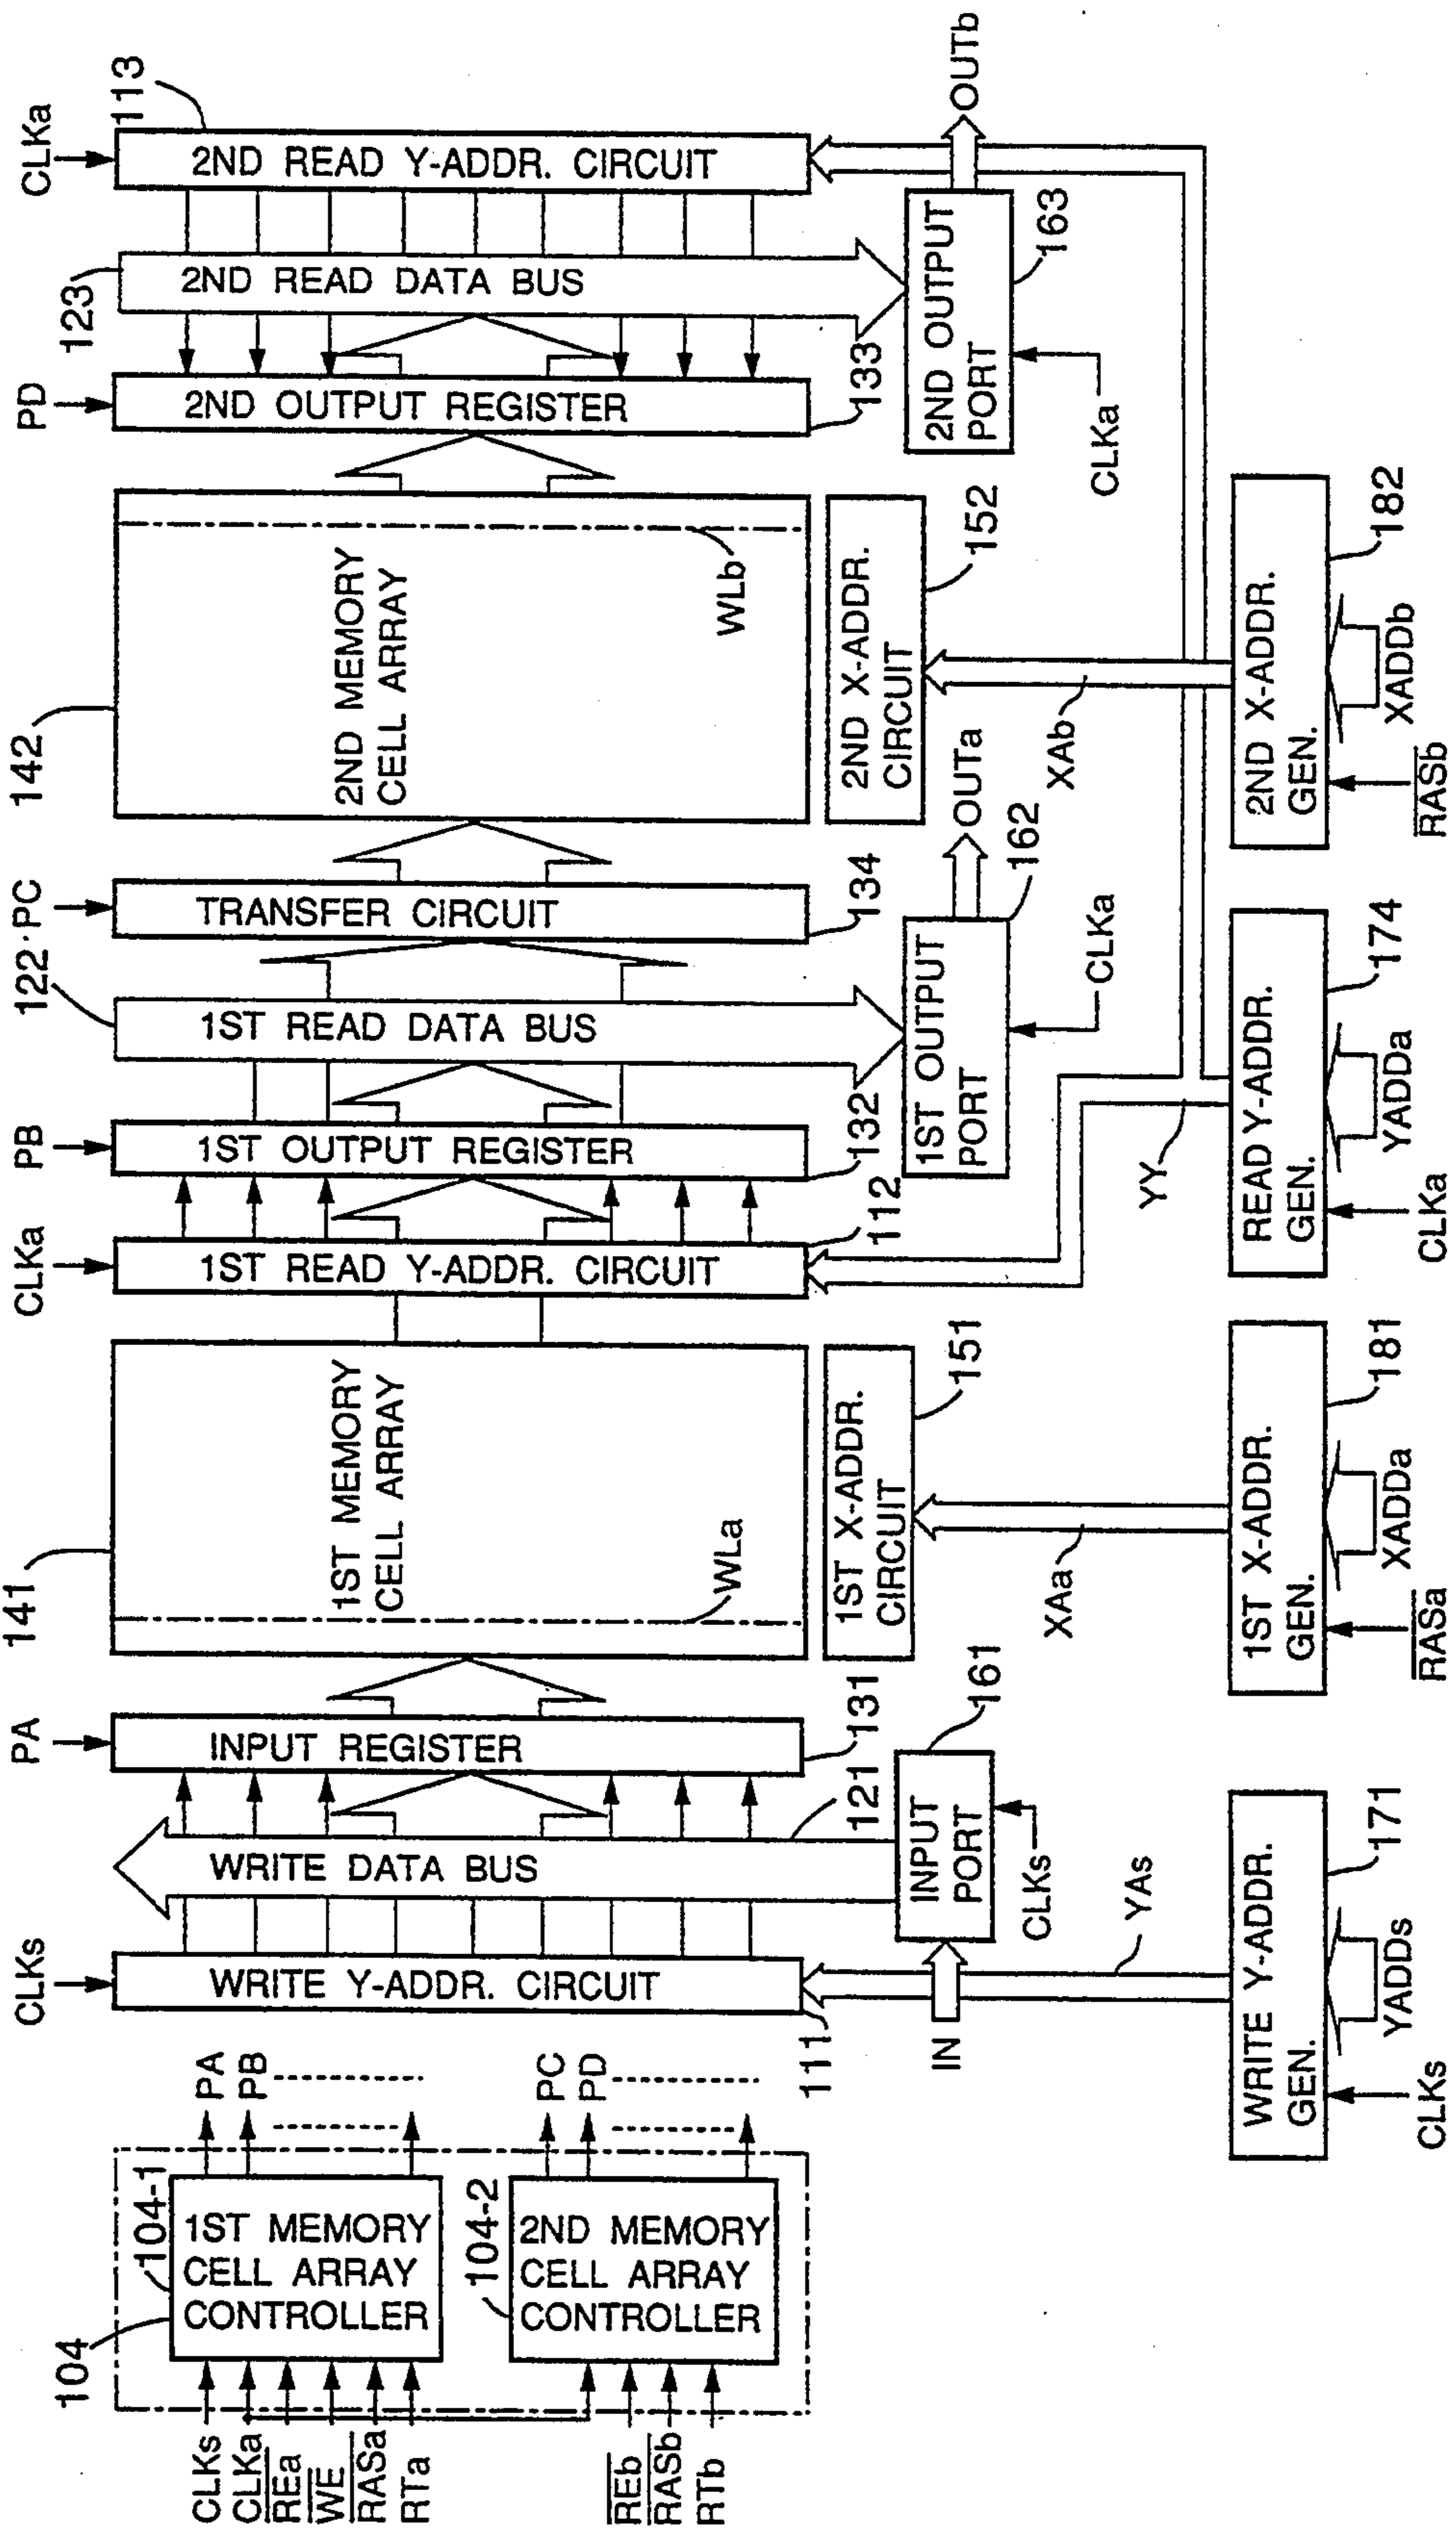 CLKs
CLKa
REa
WE
RASa
RTa
REb
RASb
RTb
104
104-1
1ST MEMORY
CELL ARRAY
CONTROLLER
104-2
2ND MEMORY
CELL ARRAY
CONTROLLER
PA
PB
PC
PD
CLKs
WRITE Y-ADDR. CIRCUIT
111
WRITE DATA BUS
121
PA
INPUT REGISTER
131
IN
INPUT
PORT
161
CLKs
YAs
WRITE Y-ADDR.
GEN.
171
CLKs
YADDs
141
1ST MEMORY
CELL ARRAY
WLa
1ST X-ADDR.
CIRCUIT
151
XAa
1ST X-ADDR.
GEN.
181
RASa
XADDa
CLKa
1ST READ Y-ADDR. CIRCUIT
112
PB
1ST OUTPUT REGISTER
132
122
1ST READ DATA BUS
PC
TRANSFER CIRCUIT
134
1ST OUTPUT
PORT
162
OUTa
CLKa
YY
READ Y-ADDR.
GEN.
174
CLKa
YADDa
142
2ND MEMORY
CELL ARRAY
WLb
2ND X-ADDR.
CIRCUIT
152
XAb
2ND X-ADDR.
GEN.
182
RASb
XADDb
PD
2ND OUTPUT REGISTER
133
123
2ND READ DATA BUS
CLKa
2ND READ Y-ADDR. CIRCUIT
113
2ND OUTPUT
PORT
163
OUTb
CLKa